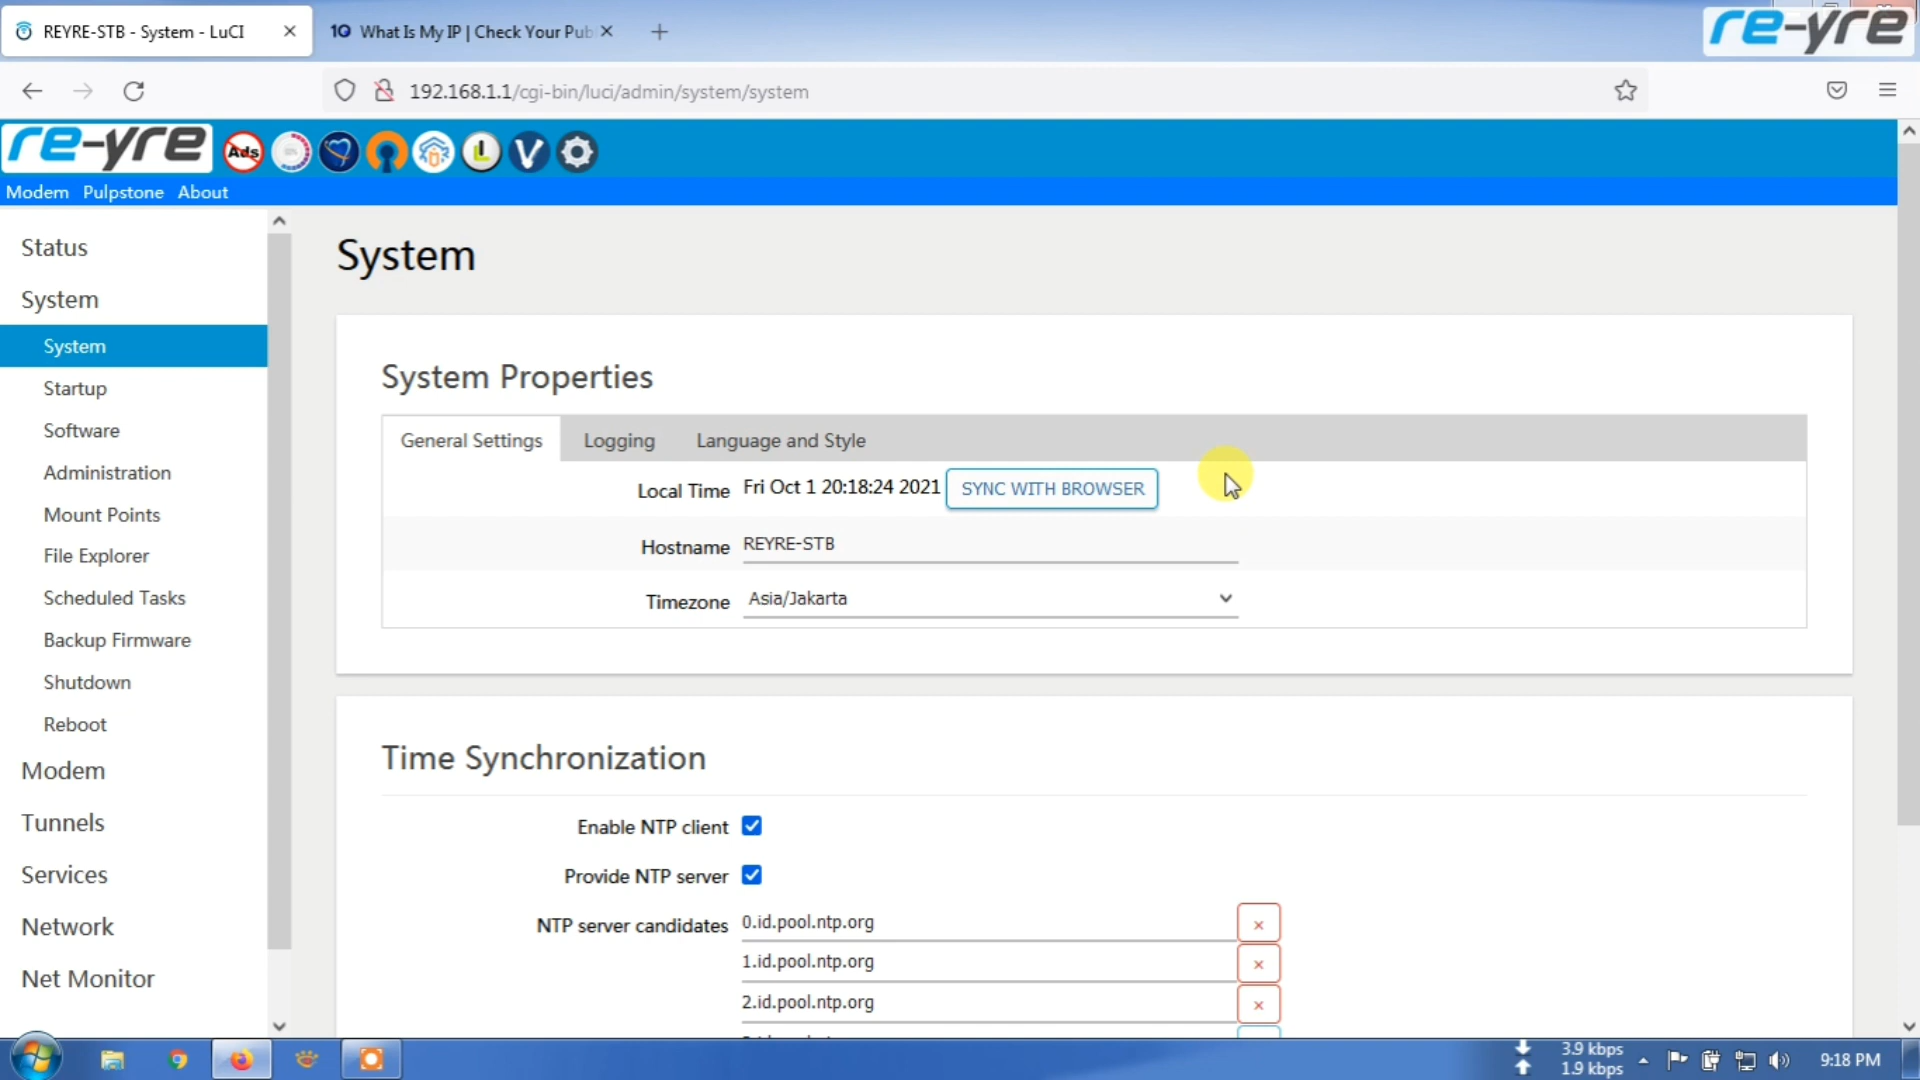 REYRE-STB - System - LuCI
What Is My IP | Check Your Pub
re-yre
192.168.1.1/cgi-bin/luci/admin/system/system
re-yre
Ads
Modem Pulpstone About
Status
System
System
Startup
Software
Administration
Mount Points
File Explorer
Scheduled Tasks
Backup Firmware
Shutdown
Reboot
Modem
Tunnels
Services
Network
Net Monitor
System
System Properties
General Settings Logging Language and Style
Local Time Fri Oct 1 20:18:24 2021 SYNC WITH BROWSER
Hostname REYRE-STB
Timezone Asia/Jakarta
Time Synchronization
Enable NTP client
Provide NTP server
NTP server candidates 0.id.pool.ntp.org
1.id.pool.ntp.org
2.id.pool.ntp.org
3.9 kbps
1.9 kbps
9:18 PM